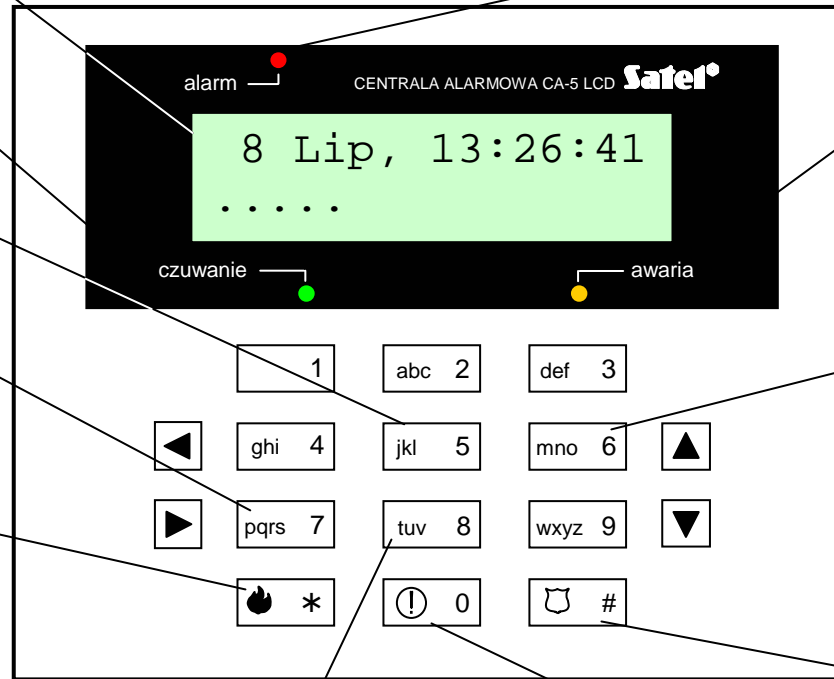 alarm
CENTRALA ALARMOWA CA-5 LCD Satel®
8 Lip, 13:26:41
.....
czuwanie
awaria
1
abc 2
def 3
ghi 4
jkl 5
mno 6
pqrs 7
tuv 8
wxyz 9
*
0
#